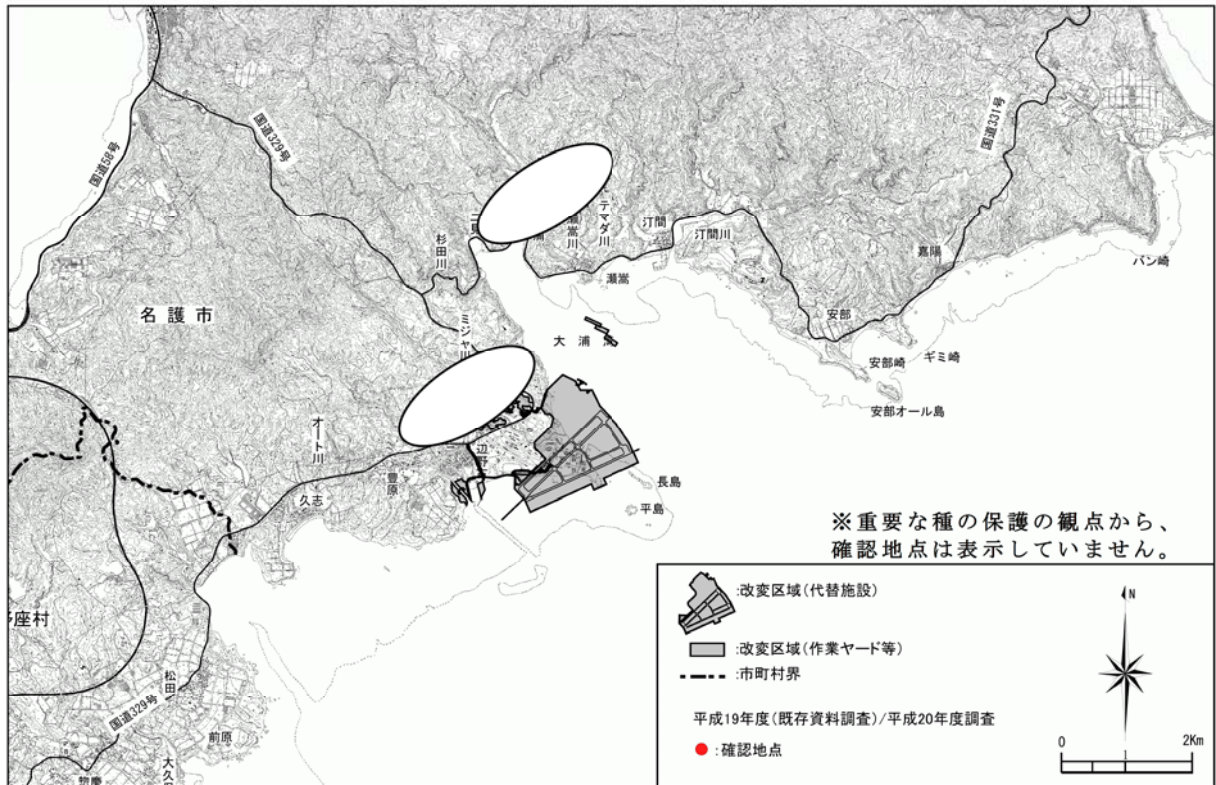 国道58号
国道329号
国道331号
テマダ川
嵩川
汀間
汀間川
杉田川
瀬嵩
嘉陽
バン崎
名護市
ミジャ川
大浦
安部
安部崎
ギミ崎
安部オール島
オート川
辺野
豊原
久志
長島
平島
※重要な種の保護の観点から、
確認地点は表示していません。
座村
松田
国道329号
前原
惣慶
大久
:改変区域(代替施設)
:改変区域(作業ヤード等)
:市町村界
平成19年度(既存資料調査)/平成20年度調査
:確認地点
N
0 1 2Km